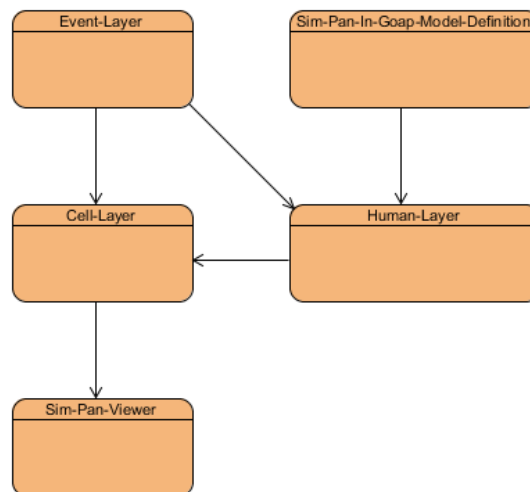 Event-Layer
Sim-Pan-In-Goap-Model-Definition
Cell-Layer
Human-Layer
Sim-Pan-Viewer